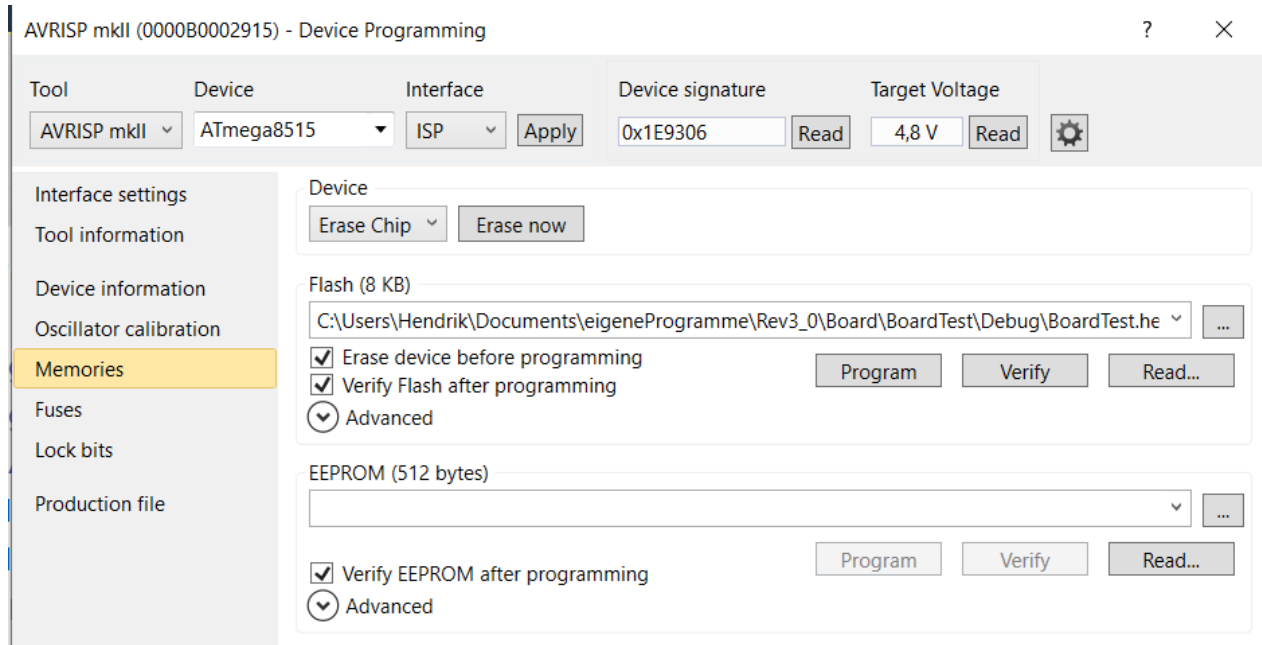 AVRISP mkII (0000B0002915) - Device Programming ?
Tool Device Interface Device signature Target Voltage
AVRISP mkII ATmega8515 ISP Apply 0x1E9306 Read 4,8 V Read
Interface settings
Tool information
Device information
Oscillator calibration
Memories
Fuses
Lock bits
Production file
Device
Erase Chip Erase now
Flash (8 KB)
C:\Users\Hendrik\Documents\eigeneProgramme\Rev3_0\Board\BoardTest\Debug\BoardTest.he ...
Erase device before programming
Verify Flash after programming
Program Verify Read...
Advanced
EEPROM (512 bytes)
...
Program Verify Read...
Verify EEPROM after programming
Advanced